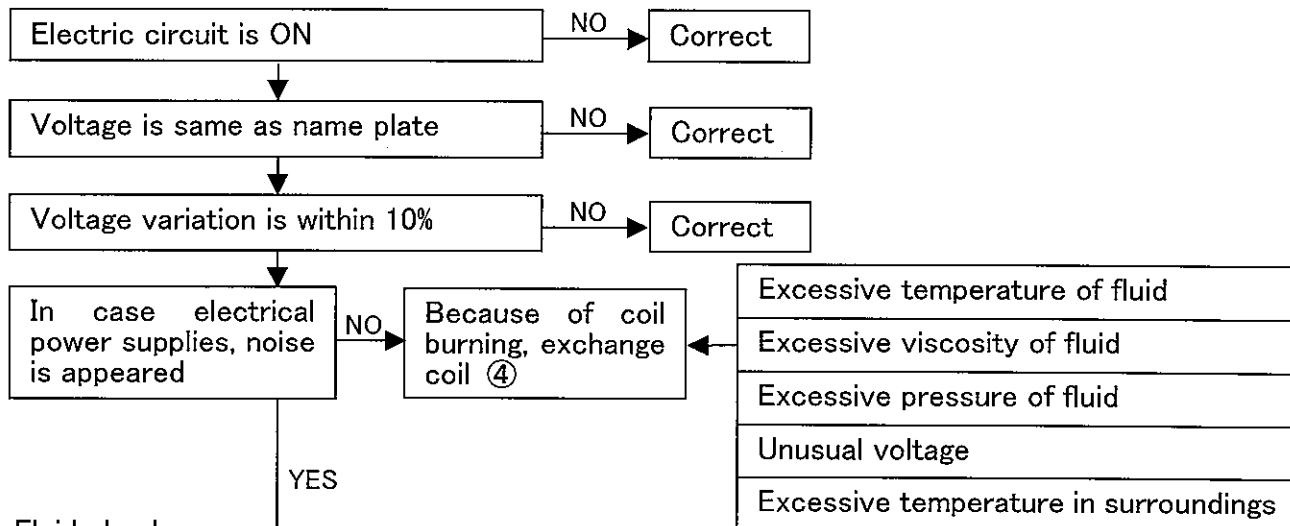 Electric circuit is ON
NO
Correct
Voltage is same as name plate
NO
Correct
Voltage variation is within 10%
NO
Correct
In case electrical
power supplies, noise
is appeared
NO
Because of coil
burning, exchange
coil ④
Excessive temperature of fluid
Excessive viscosity of fluid
Excessive pressure of fluid
Unusual voltage
Excessive temperature in surroundings
YES